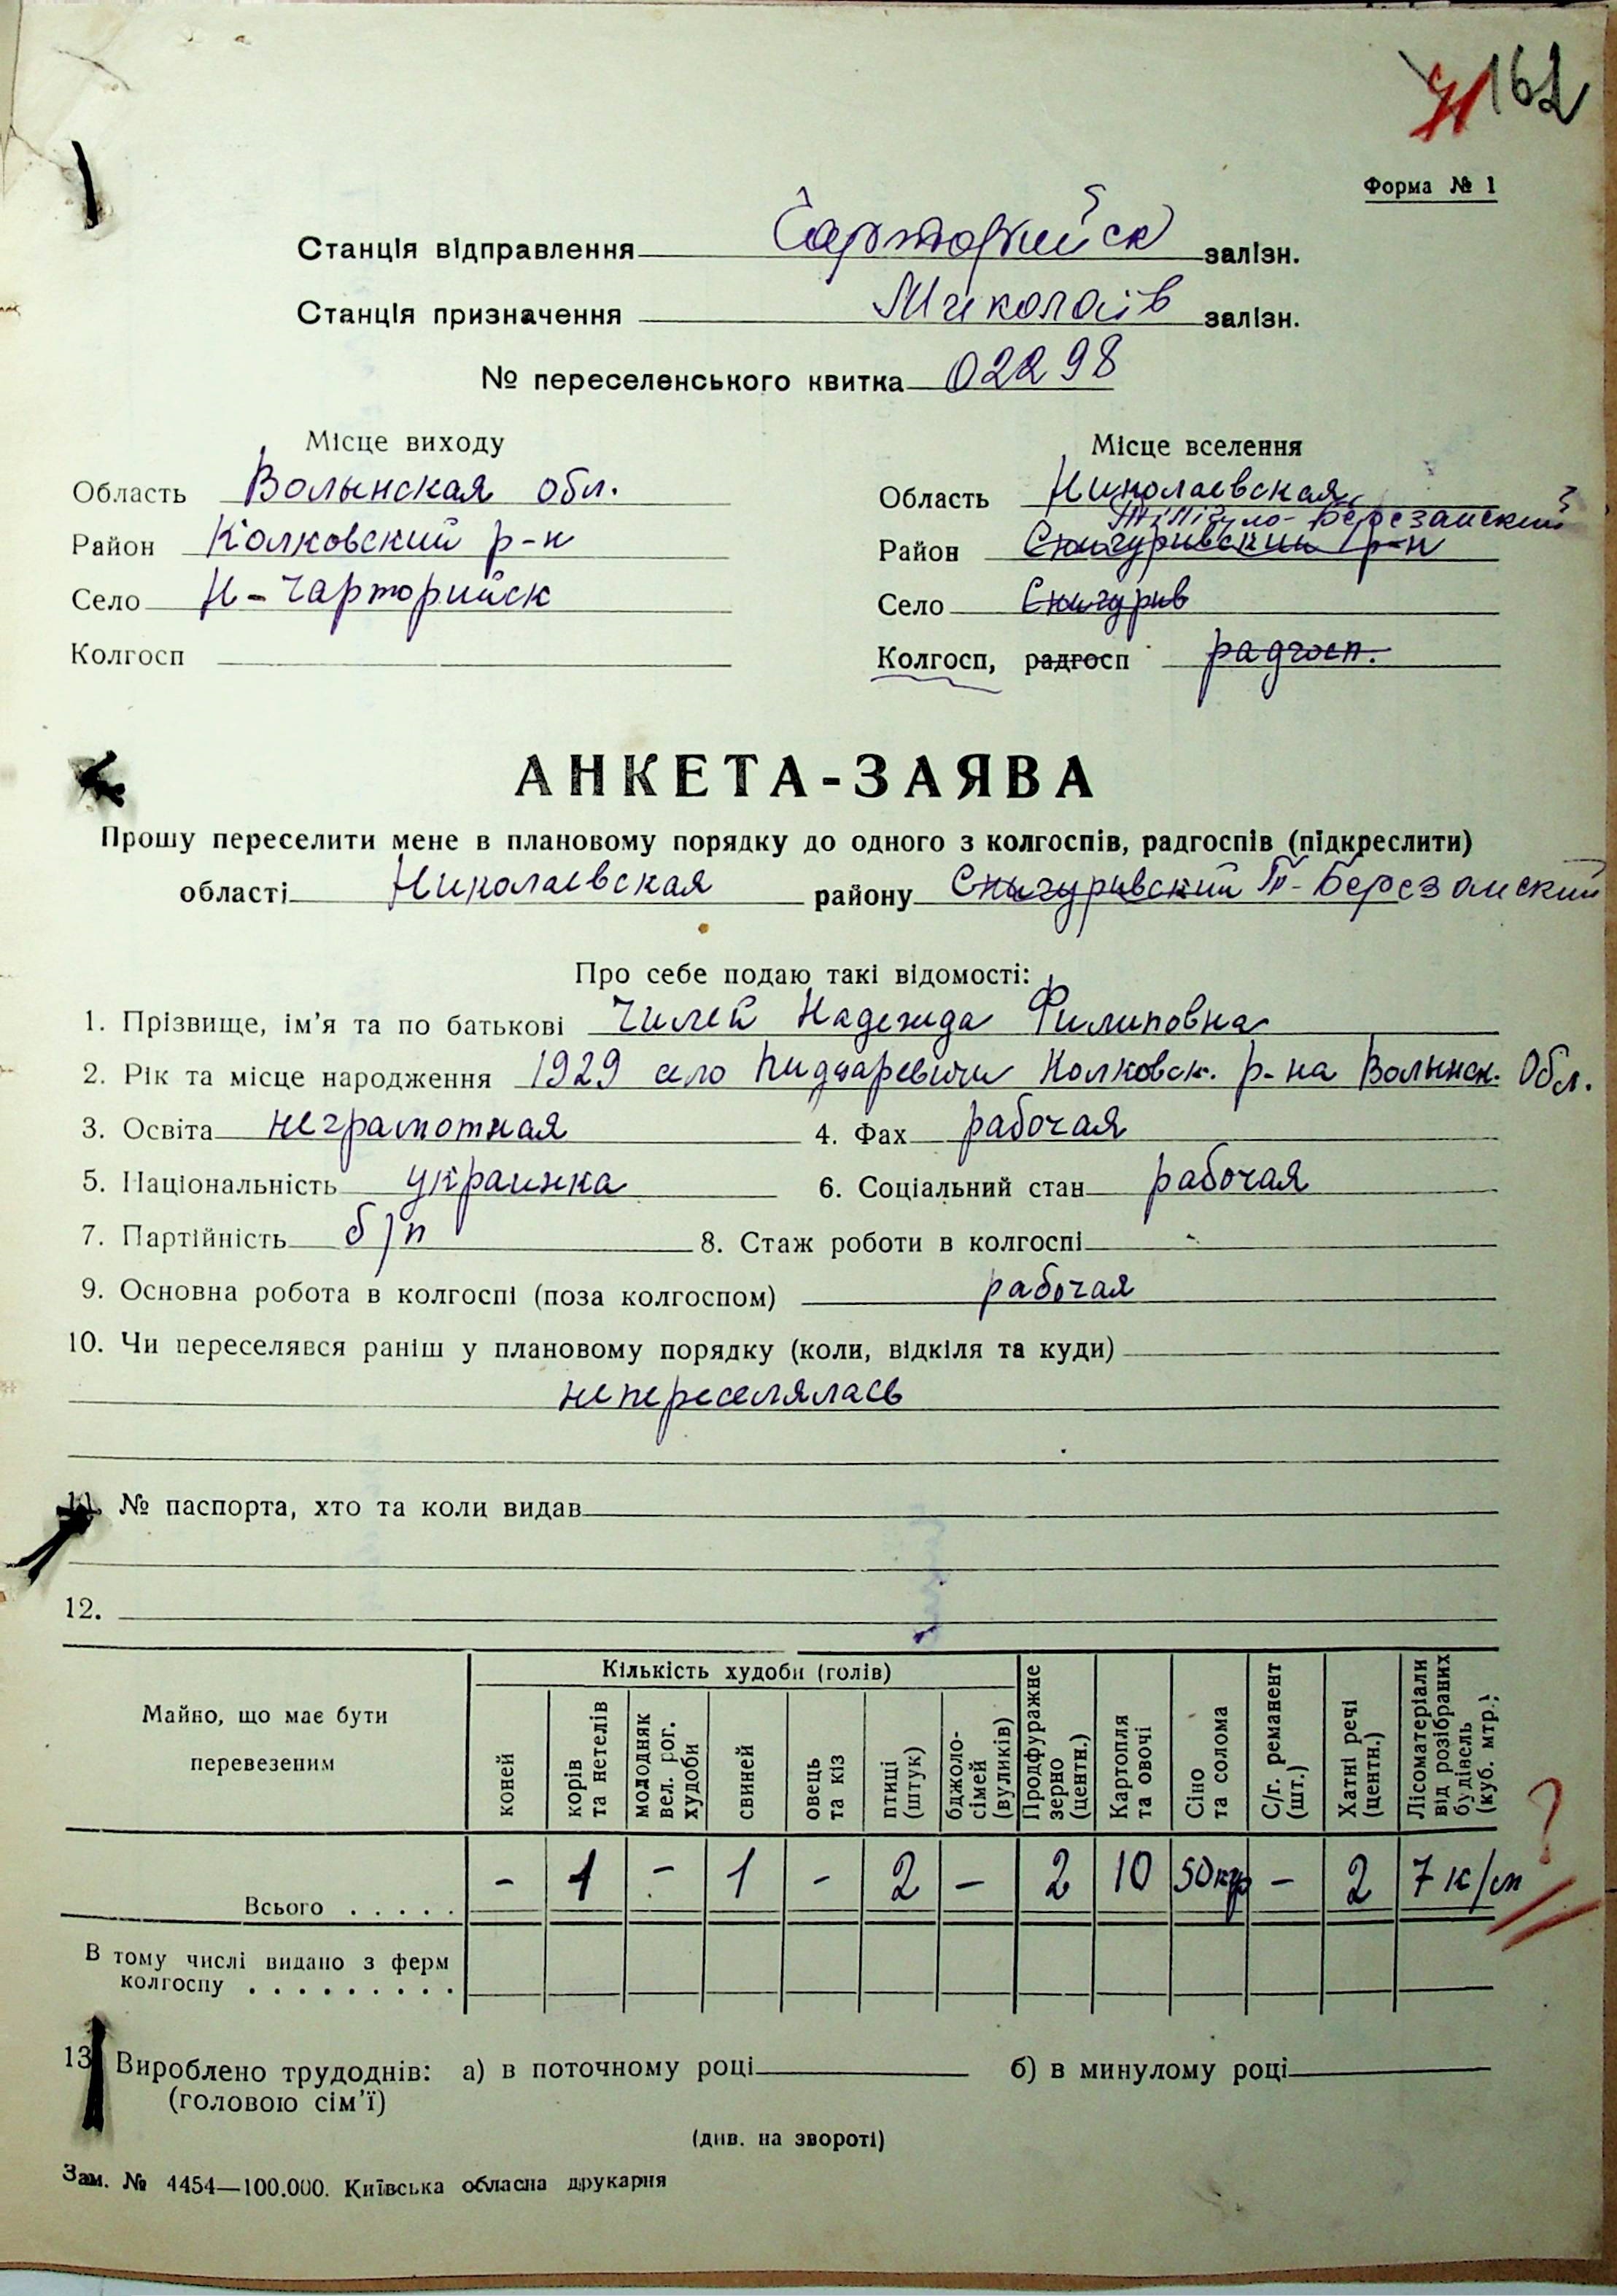 162
Форма № 1
Станція відправлення Чарторийск залізн.
Станція призначення Миколаїв залізн.
№ переселенського квитка 02298
Місце виходу
Місце вселення
Область Волынская обл.
Область Николаевская
Тилигуло-Березанский
Район Колковский р-н
Район Снигуривский р-н
Село Н-Чарторийск
Село Снигурив
Колгосп
Колгосп, радгосп радгосп.
АНКЕТА-ЗАЯВА
Прошу переселити мене в плановому порядку до одного з колгоспів, радгоспів (підкреслити)
області Николаевская району Снигуривский Т-Березанский
Про себе подаю такі відомості:
1. Прізвище, ім’я та по батькові Чилей Надежда Филиповна
2. Рік та місце народження 1929 село Колковск. р-на Волынск. Обл.
3. Освіта неграмотная 4. Фах рабочая
5. Національність украинка 6. Соціальний стан рабочая
7. Партійність б/п 8. Стаж роботи в колгоспі -
9. Основна робота в колгоспі (поза колгоспом) рабочая
10. Чи переселявся раніш у плановому порядку (коли, відкіля та куди)
не переселялась
11. № паспорта, хто та коли видав
12.
Майно, що має бути перевезеним
Кількість худоби (голів)
коней
корів та нетелів
молодняк вел. рог. худоби
свиней
овець та кіз
птиці (штук)
бджоло-сімей (вуликів)
Продфуражне зерно (центн.)
Картопля та овочі
Сіно та солома
С/г. реманент (шт.)
Хатні речі (центн.)
Лісоматеріали від розібраних будівель (куб. мтр.)
Всього . . . . . - 1 - 1 - 2 - 2 10 50кгр - 2 7 к/м ?
В тому числі видано з ферм
колгоспу . . . . . . . . .
13. Вироблено трудоднів: а) в поточному році б) в минулому році
(головою сім’ї)
(див. на звороті)
Зам. № 4454—100.000. Київська обласна друкарня